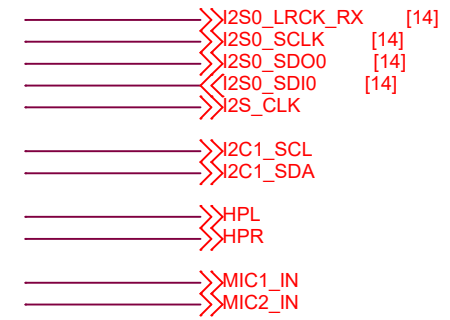 I2S0_LRCK_RX [14]
I2S0_SCLK [14]
I2S0_SDO0 [14]
I2S0_SDI0 [14]
I2S_CLK
I2C1_SCL
I2C1_SDA
HPL
HPR
MIC1_IN
MIC2_IN